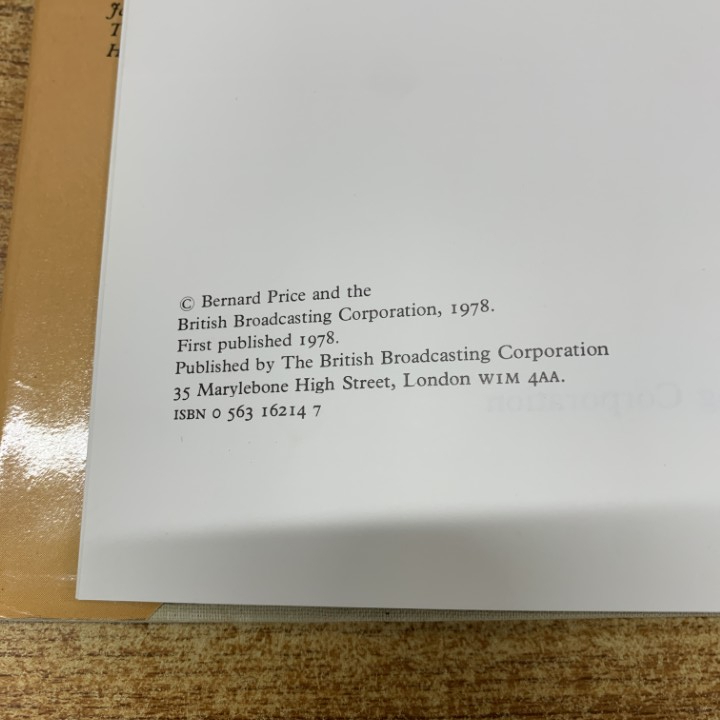 © Bernard Price and the
British Broadcasting Corporation, 1978.
First published 1978.
Published by The British Broadcasting Corporation
35 Marylebone High Street, London W1M 4AA.
ISBN 0 563 16214 7